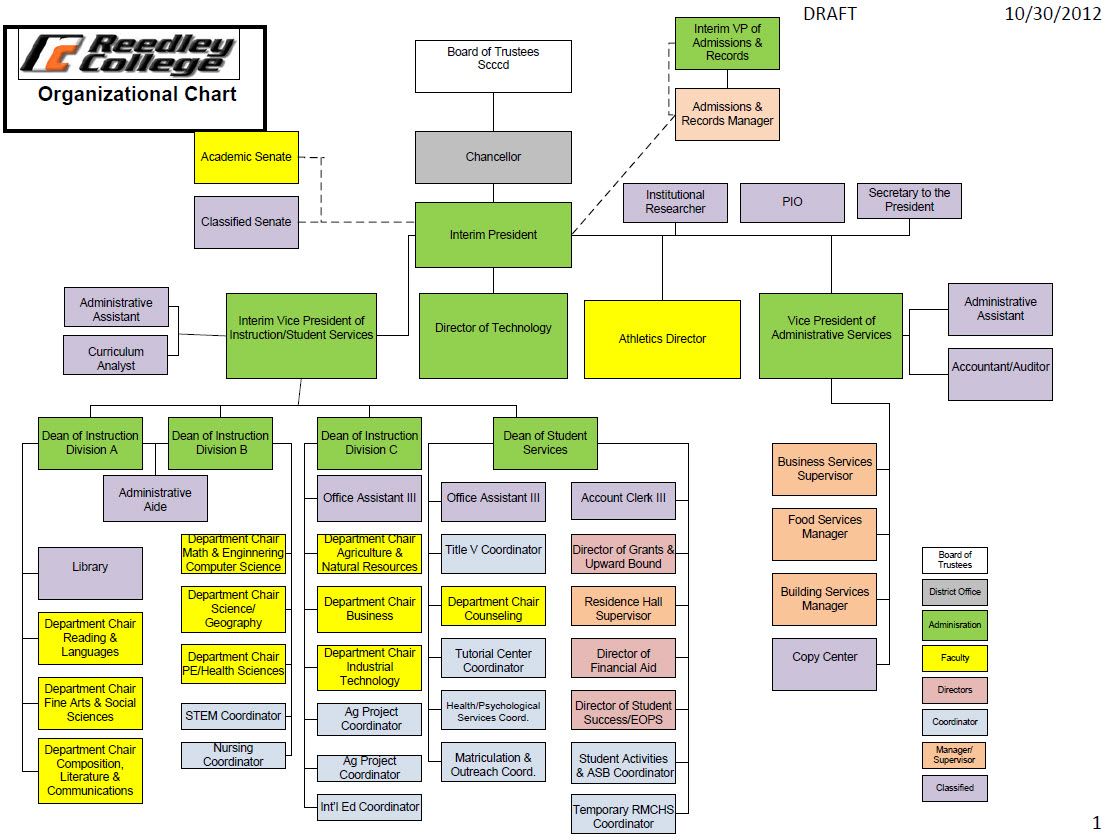 DRAFT
10/30/2012
Reedley
College
Organizational Chart
Board of Trustees
Scccd
Interim VP of
Admissions &
Records
Admissions &
Records Manager
Academic Senate
Chancellor
Classified Senate
Interim President
Institutional
Researcher
PIO
Secretary to the
President
Administrative
Assistant
Curriculum
Analyst
Interim Vice President of
Instruction/Student Services
Director of Technology
Athletics Director
Vice President of
Administrative Services
Administrative
Assistant
Accountant/Auditor
Dean of Instruction
Division A
Dean of Instruction
Division B
Dean of Instruction
Division C
Dean of Student
Services
Administrative
Aide
Library
Department Chair
Reading &
Languages
Department Chair
Fine Arts & Social
Sciences
Department Chair
Composition,
Literature &
Communications
Department Chair
Math & Enginnering
Computer Science
Department Chair
Science/
Geography
Department Chair
PE/Health Sciences
STEM Coordinator
Nursing
Coordinator
Office Assistant III
Department Chair
Agriculture &
Natural Resources
Department Chair
Business
Department Chair
Industrial
Technology
Ag Project
Coordinator
Ag Project
Coordinator
Int'l Ed Coordinator
Office Assistant III
Title V Coordinator
Department Chair
Counseling
Tutorial Center
Coordinator
Health/Psychological
Services Coord.
Matriculation &
Outreach Coord.
Account Clerk III
Director of Grants &
Upward Bound
Residence Hall
Supervisor
Director of
Financial Aid
Director of Student
Success/EOPS
Student Activities
& ASB Coordinator
Temporary RMCHS
Coordinator
Business Services
Supervisor
Food Services
Manager
Building Services
Manager
Copy Center
Board of
Trustees
District Office
Adminisration
Faculty
Directors
Coordinator
Manager/
Supervisor
Classified
1